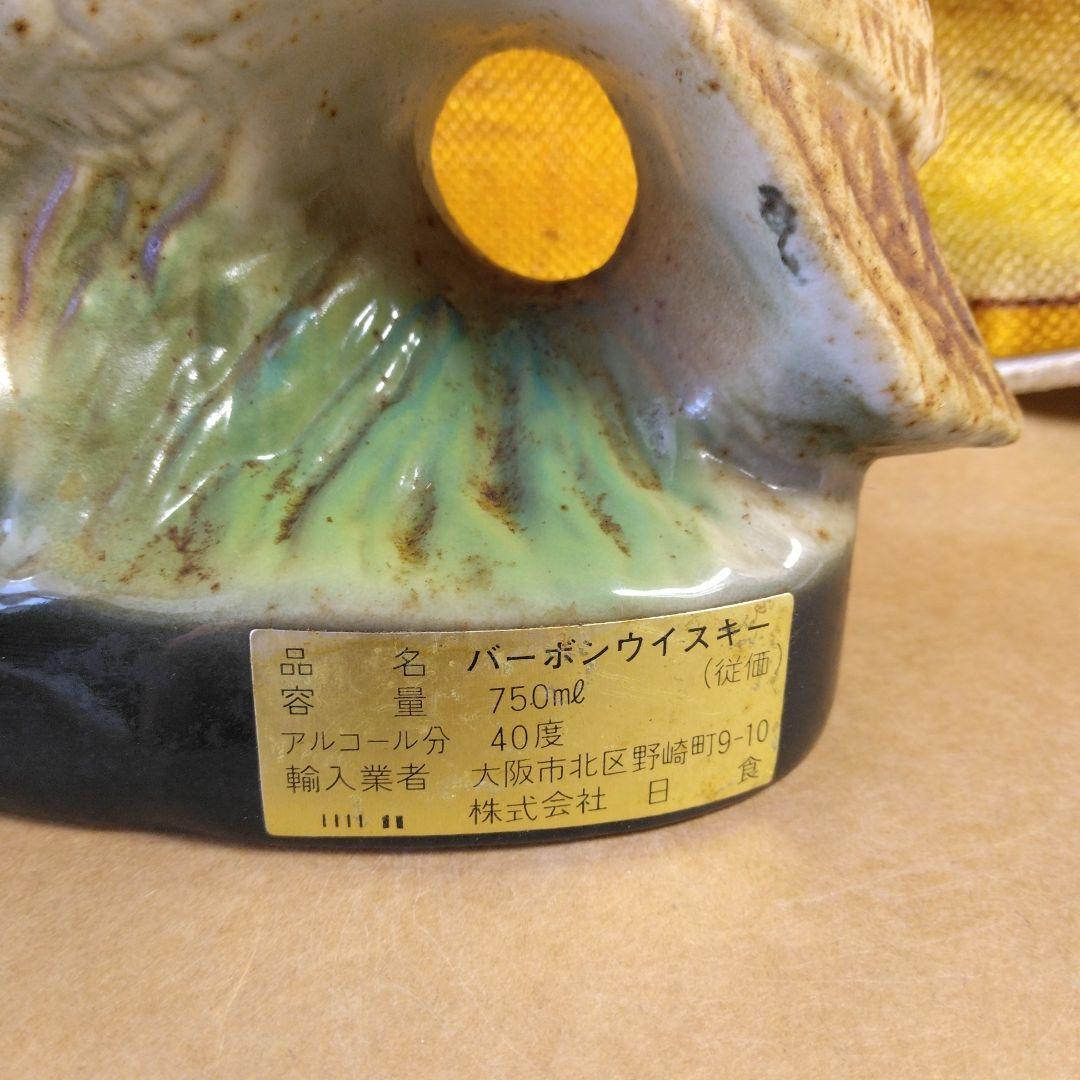 品名 バーボンウイスキー
(従価)
容量 750ml
アルコール分 40度
輸入業者 大阪市北区野崎町9-10
株式会社 日食